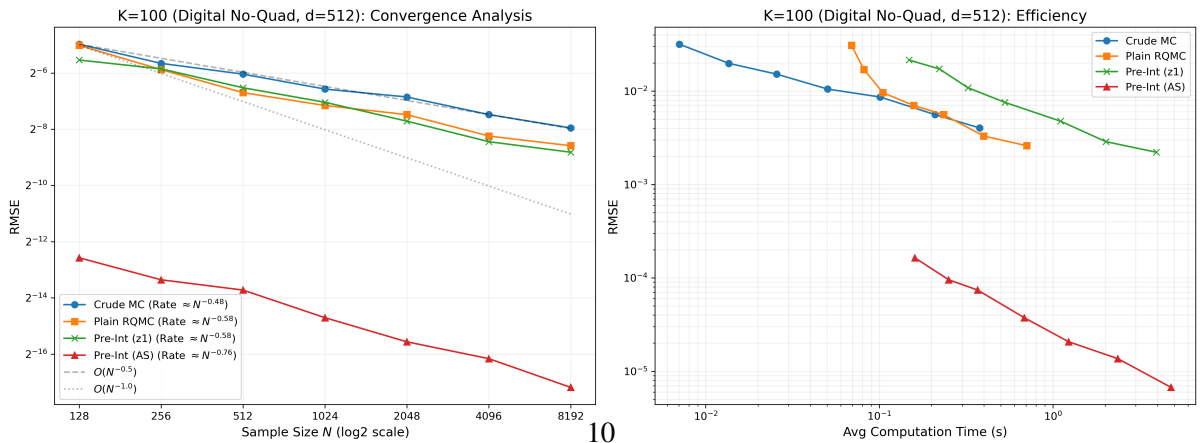 K=100 (Digital No-Quad, d=512): Convergence Analysis
RMSE
2^{-6}
2^{-8}
2^{-10}
2^{-12}
2^{-14}
2^{-16}
Crude MC (Rate ≈ N^{-0.48})
Plain RQMC (Rate ≈ N^{-0.58})
Pre-Int (z1) (Rate ≈ N^{-0.58})
Pre-Int (AS) (Rate ≈ N^{-0.76})
O(N^{-0.5})
O(N^{-1.0})
128 256 512 1024 2048 4096 8192
Sample Size N (log2 scale)
K=100 (Digital No-Quad, d=512): Efficiency
RMSE
Crude MC
Plain RQMC
Pre-Int (z1)
Pre-Int (AS)
10^{-2}
10^{-3}
10^{-4}
10^{-5}
10^{-2} 10^{-1} 10^{0}
Avg Computation Time (s)
10